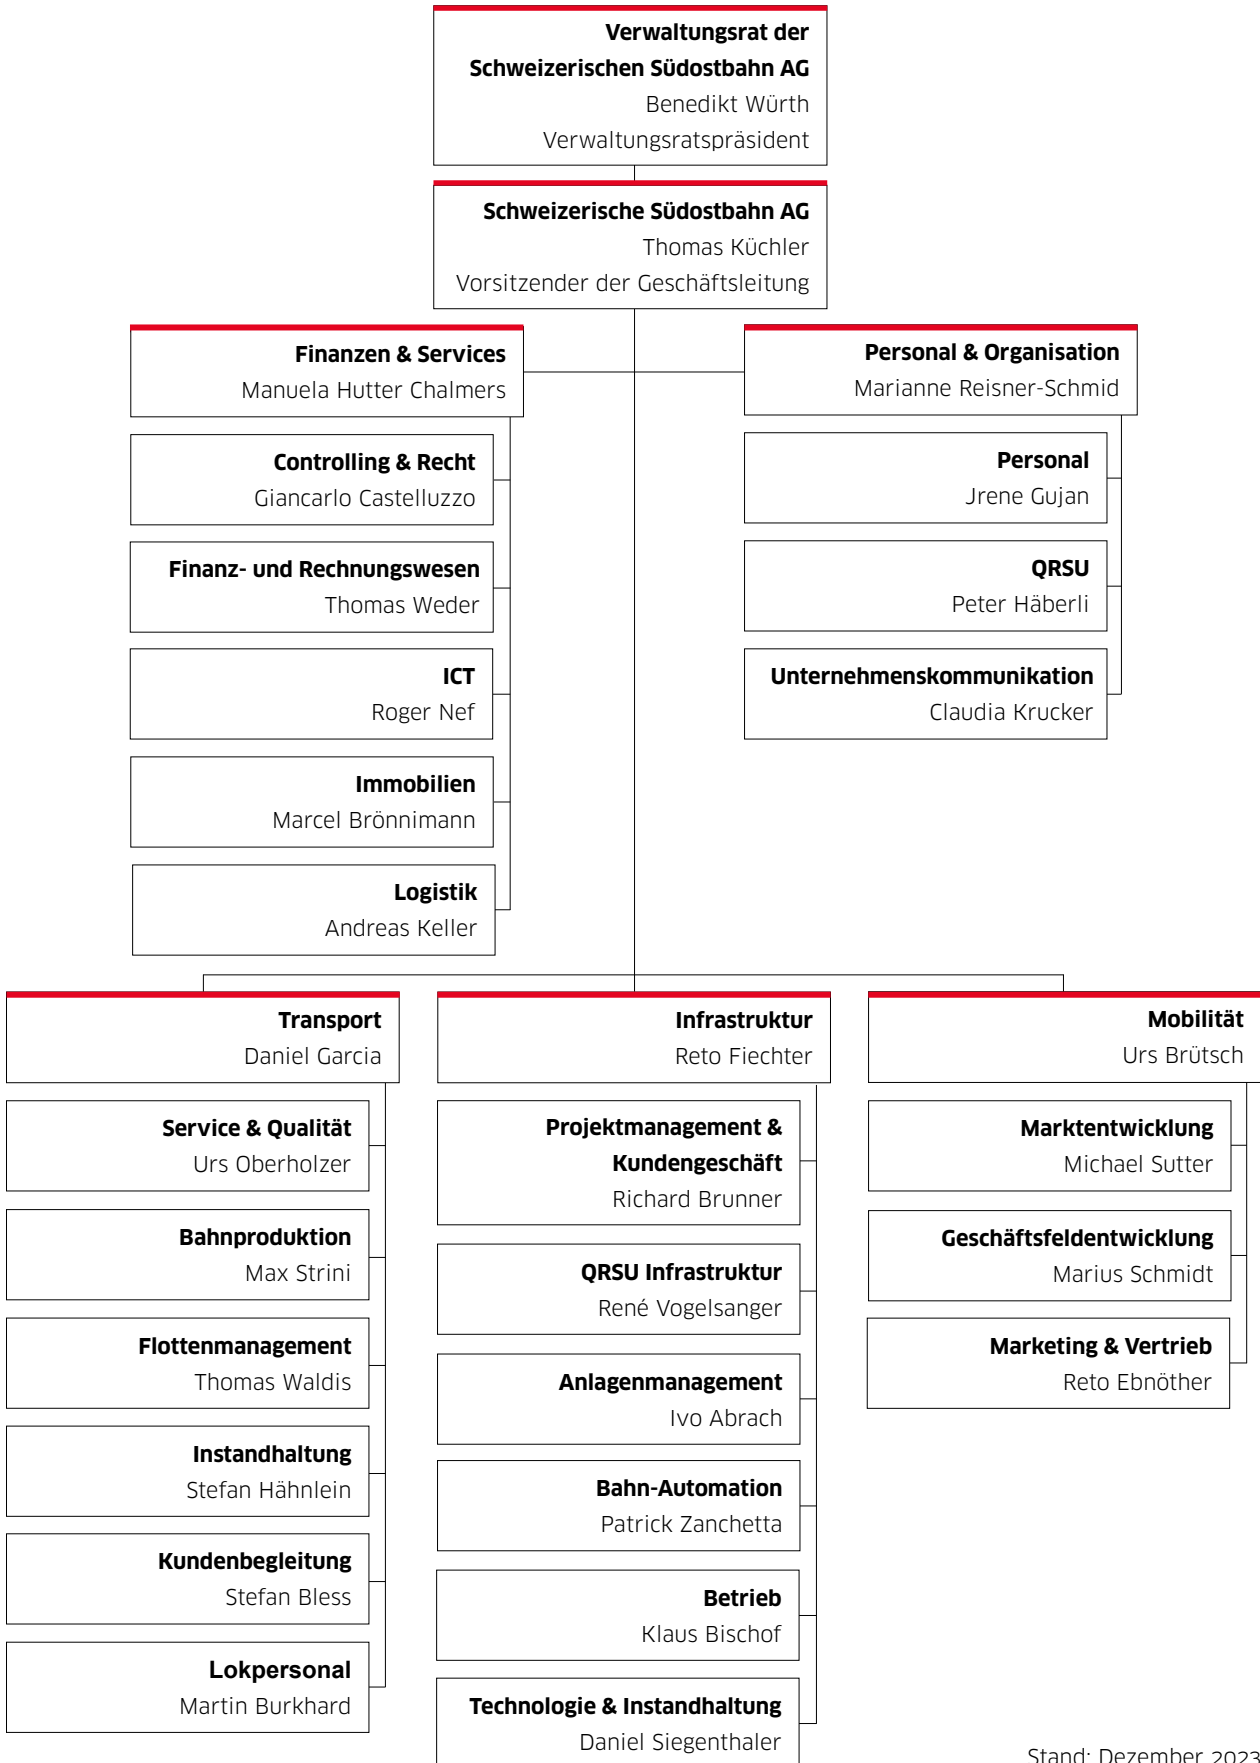 Verwaltungsrat der
Schweizerischen Südostbahn AG
Benedikt Würth
Verwaltungsratspräsident
Schweizerische Südostbahn AG
Thomas Küchler
Vorsitzender der Geschäftsleitung
Finanzen & Services
Manuela Hutter Chalmers
Controlling & Recht
Giancarlo Castelluzzo
Finanz- und Rechnungswesen
Thomas Weder
ICT
Roger Nef
Immobilien
Marcel Brönnimann
Logistik
Andreas Keller
Personal & Organisation
Marianne Reisner-Schmid
Personal
Jrene Gujan
QRSU
Peter Häberli
Unternehmenskommunikation
Claudia Krucker
Transport
Daniel Garcia
Service & Qualität
Urs Oberholzer
Bahnproduktion
Max Strini
Flottenmanagement
Thomas Waldis
Instandhaltung
Stefan Hähnlein
Kundenbegleitung
Stefan Bless
Lokpersonal
Martin Burkhard
Infrastruktur
Reto Fiechter
Projektmanagement &
Kundengeschäft
Richard Brunner
QRSU Infrastruktur
René Vogelsanger
Anlagenmanagement
Ivo Abrach
Bahn-Automation
Patrick Zanchetta
Betrieb
Klaus Bischof
Technologie & Instandhaltung
Daniel Siegenthaler
Mobilität
Urs Brütsch
Marktentwicklung
Michael Sutter
Geschäftsfeldentwicklung
Marius Schmidt
Marketing & Vertrieb
Reto Ebnöther
Stand: Dezember 2023